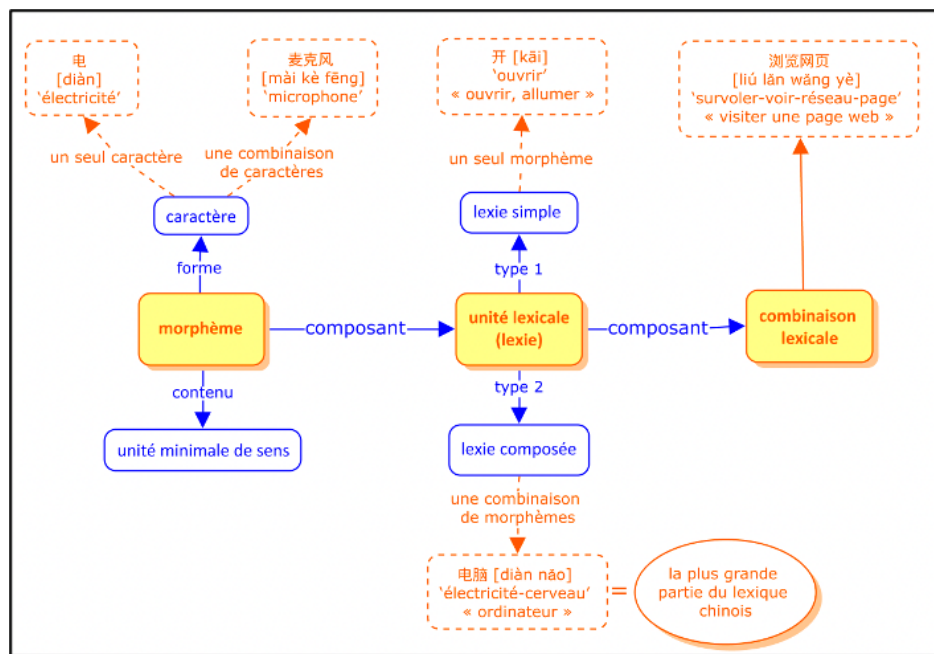 电
[diàn]
‘électricité’
麦克风
[mài kè fēng]
‘microphone’
开 [kāi]
‘ouvrir’
« ouvrir, allumer »
浏览网页
[liú lǎn wǎng yè]
‘survoler-voir-réseau-page’
« visiter une page web »
un seul caractère
une combinaison
de caractères
un seul morphème
caractère
lexie simple
forme
type 1
morphème
composant
unité lexicale
(lexie)
composant
combinaison
lexicale
contenu
type 2
unité minimale de sens
lexie composée
une combinaison
de morphèmes
电脑 [diàn nǎo]
‘électricité-cerveau’
« ordinateur »
=
la plus grande
partie du lexique
chinois